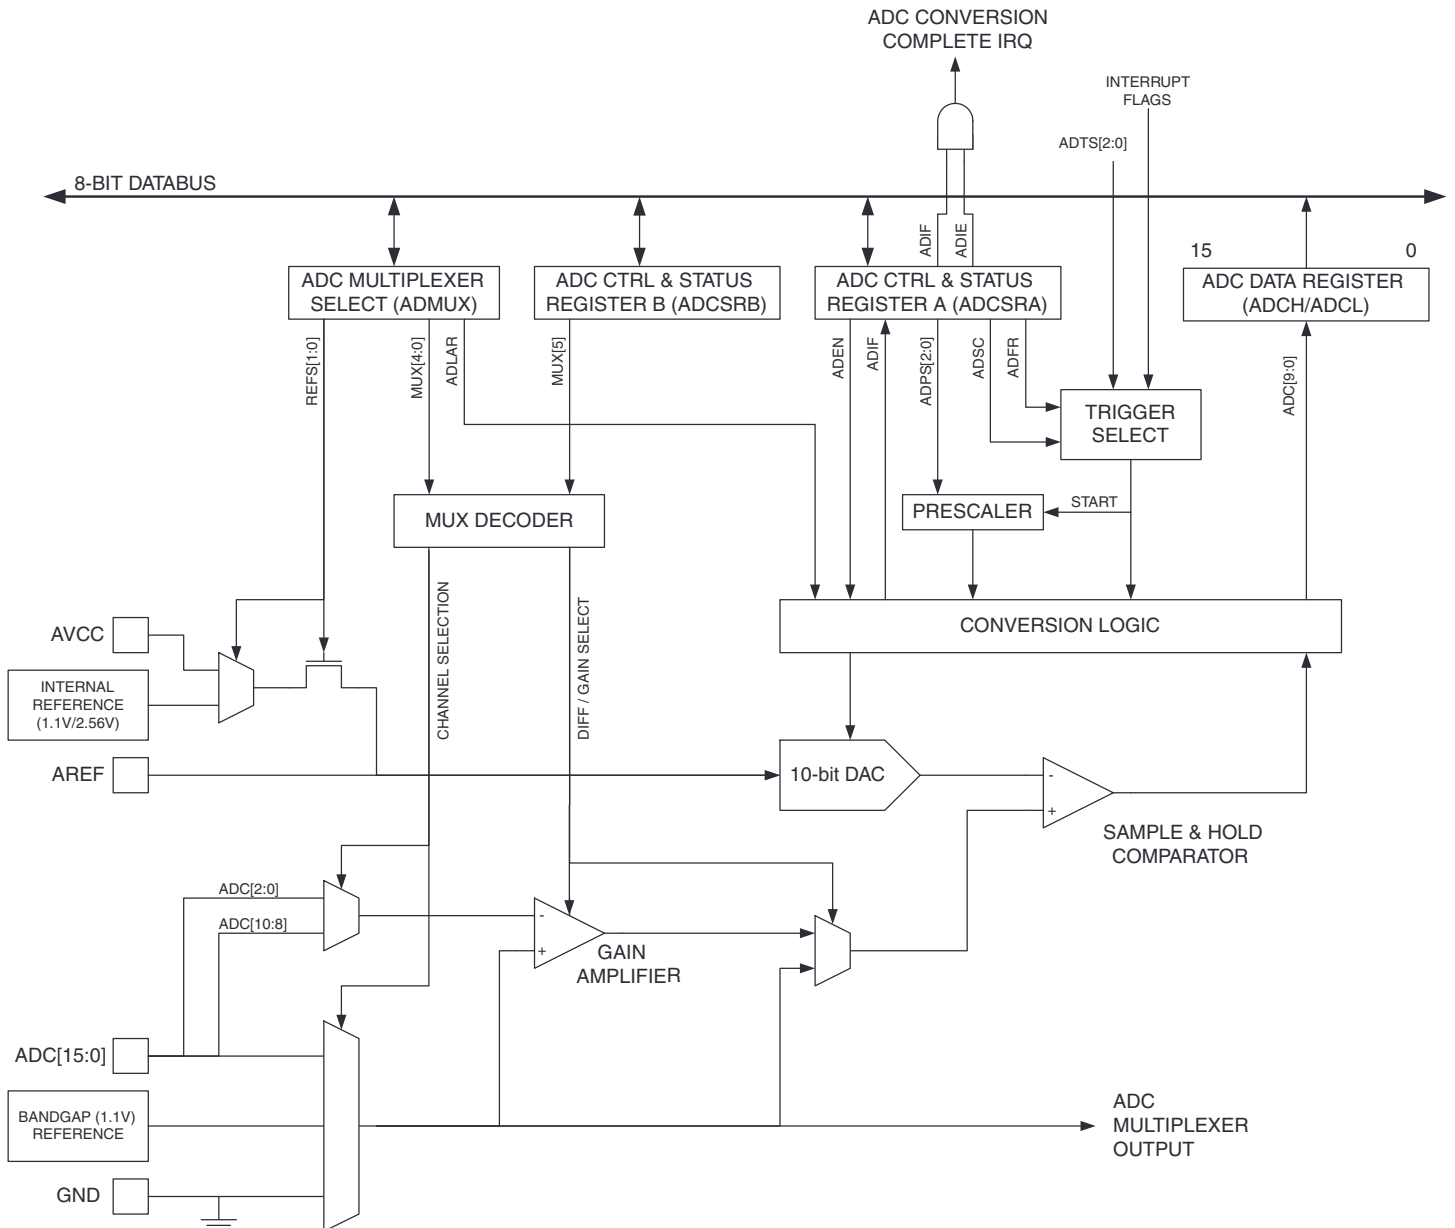 ADC CONVERSION
COMPLETE IRQ
INTERRUPT
FLAGS
ADTS[2:0]
8-BIT DATABUS
ADIF
ADIE
15
0
ADC MULTIPLEXER
SELECT (ADMUX)
ADC CTRL & STATUS
REGISTER B (ADCSRB)
ADC CTRL & STATUS
REGISTER A (ADCSRA)
ADC DATA REGISTER
(ADCH/ADCL)
REFS[1:0]
MUX[4:0]
ADLAR
MUX[5]
ADEN
ADIF
ADPS[2:0]
ADSC
ADFR
ADC[9:0]
TRIGGER
SELECT
MUX DECODER
PRESCALER
START
CHANNEL SELECTION
DIFF / GAIN SELECT
CONVERSION LOGIC
AVCC
INTERNAL
REFERENCE
(1.1V/2.56V)
AREF
10-bit DAC
-
+
SAMPLE & HOLD
COMPARATOR
ADC[2:0]
ADC[10:8]
-
+
GAIN
AMPLIFIER
ADC[15:0]
BANDGAP (1.1V)
REFERENCE
ADC
MULTIPLEXER
OUTPUT
GND